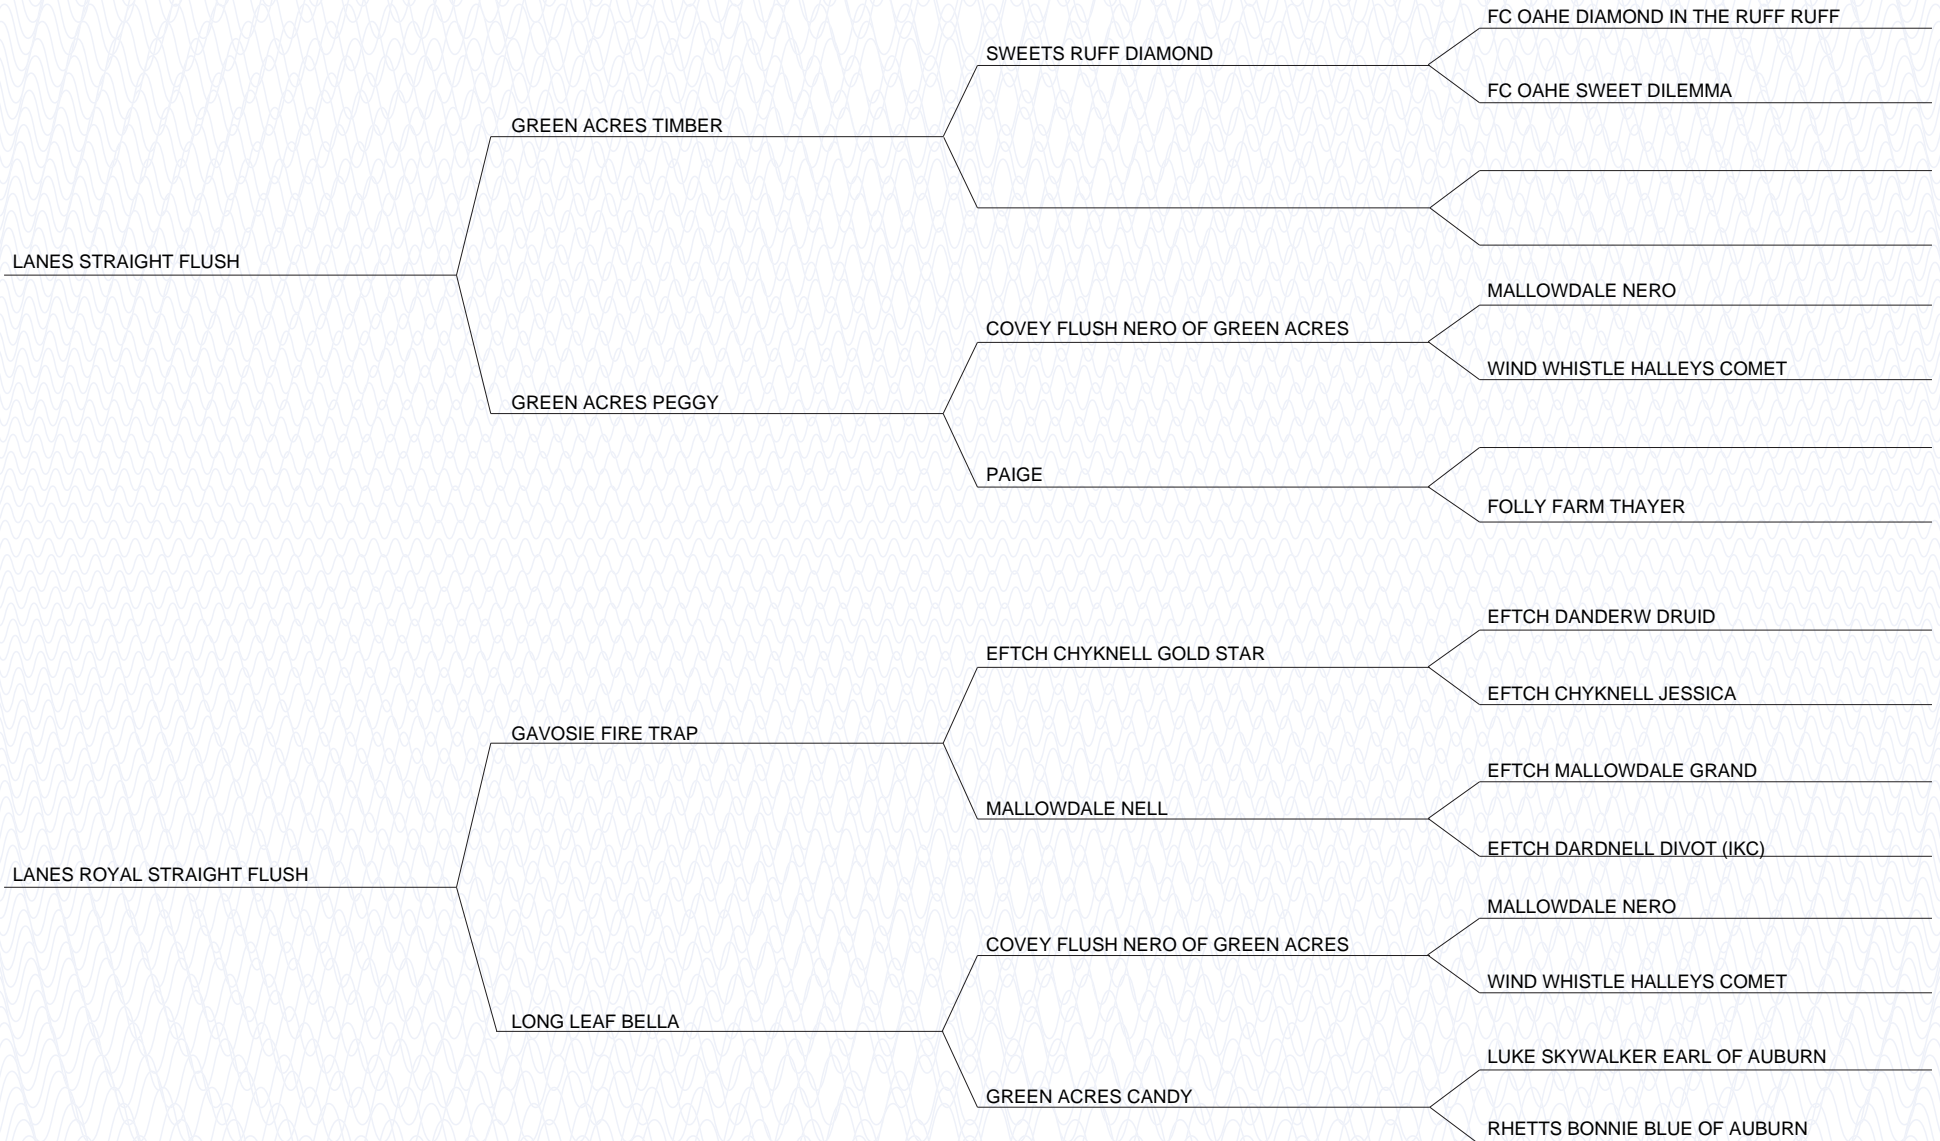 FC OAHE DIAMOND IN THE RUFF RUFF
SWEETS RUFF DIAMOND
FC OAHE SWEET DILEMMA
GREEN ACRES TIMBER
LANES STRAIGHT FLUSH
MALLOWDALE NERO
COVEY FLUSH NERO OF GREEN ACRES
WIND WHISTLE HALLEYS COMET
GREEN ACRES PEGGY
PAIGE
FOLLY FARM THAYER
EFTCH DANDERW DRUID
EFTCH CHYKNELL GOLD STAR
EFTCH CHYKNELL JESSICA
GAVOSIE FIRE TRAP
EFTCH MALLOWDALE GRAND
MALLOWDALE NELL
EFTCH DARDNELL DIVOT (IKC)
LANES ROYAL STRAIGHT FLUSH
MALLOWDALE NERO
COVEY FLUSH NERO OF GREEN ACRES
WIND WHISTLE HALLEYS COMET
LONG LEAF BELLA
LUKE SKYWALKER EARL OF AUBURN
GREEN ACRES CANDY
RHETTS BONNIE BLUE OF AUBURN